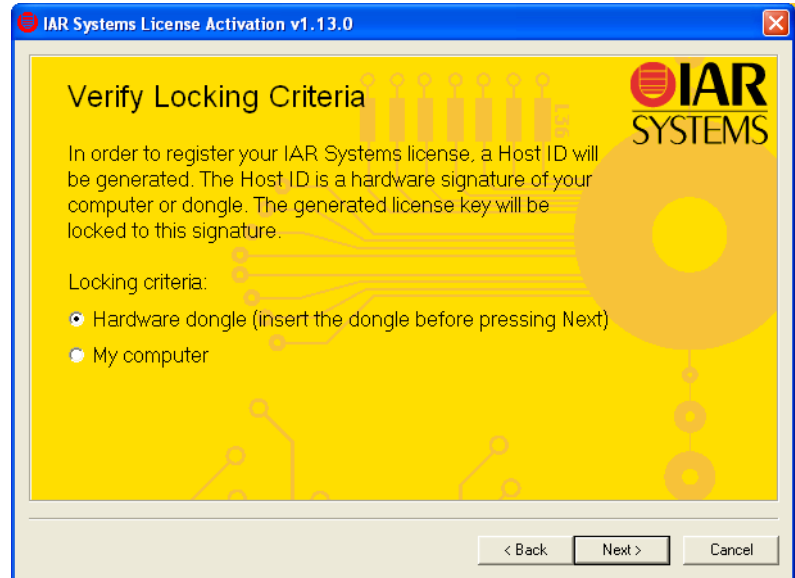 IAR Systems License Activation v1.13.0
Verify Locking Criteria
IAR
SYSTEMS
L36
In order to register your IAR Systems license, a Host ID will
be generated. The Host ID is a hardware signature of your
computer or dongle. The generated license key will be
locked to this signature.
Locking criteria:
Hardware dongle (insert the dongle before pressing Next)
My computer
< Back
Next >
Cancel